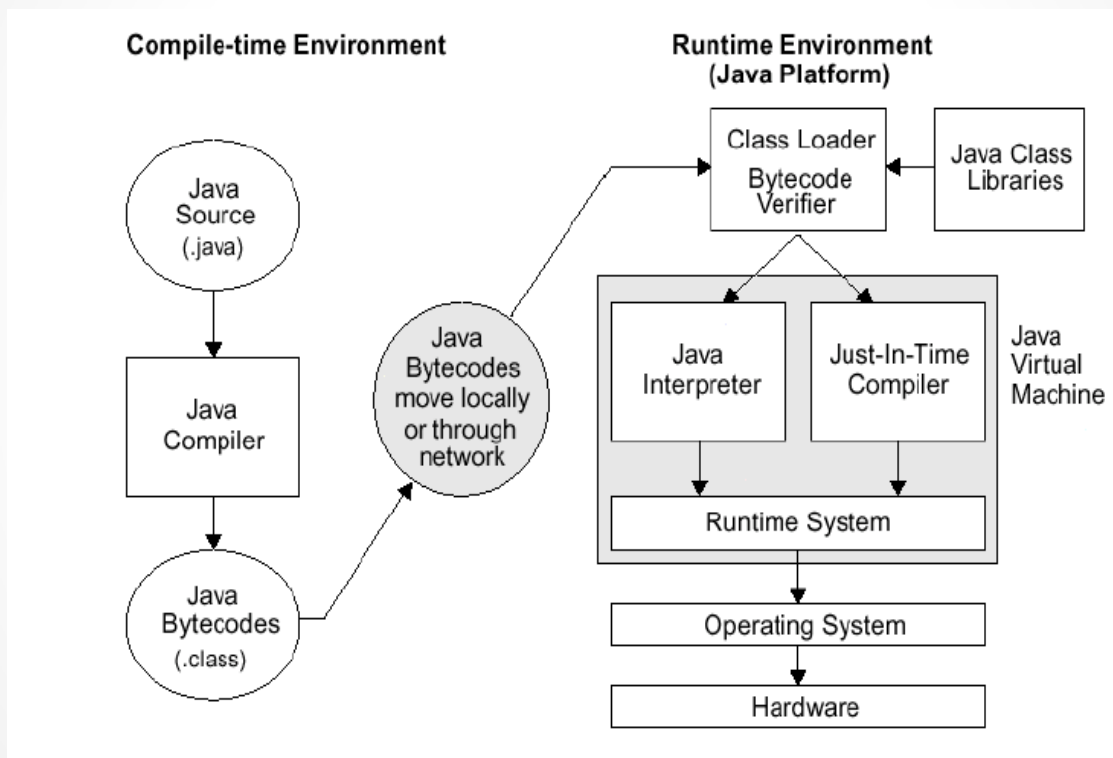 Compile-time Environment
Runtime Environment
(Java Platform)
Java
Source
(.java)
Java
Compiler
Java
Bytecodes
(.class)
Java
Bytecodes
move locally
or through
network
Class Loader
Bytecode
Verifier
Java Class
Libraries
Java
Interpreter
Just-In-Time
Compiler
Java
Virtual
Machine
Runtime System
Operating System
Hardware